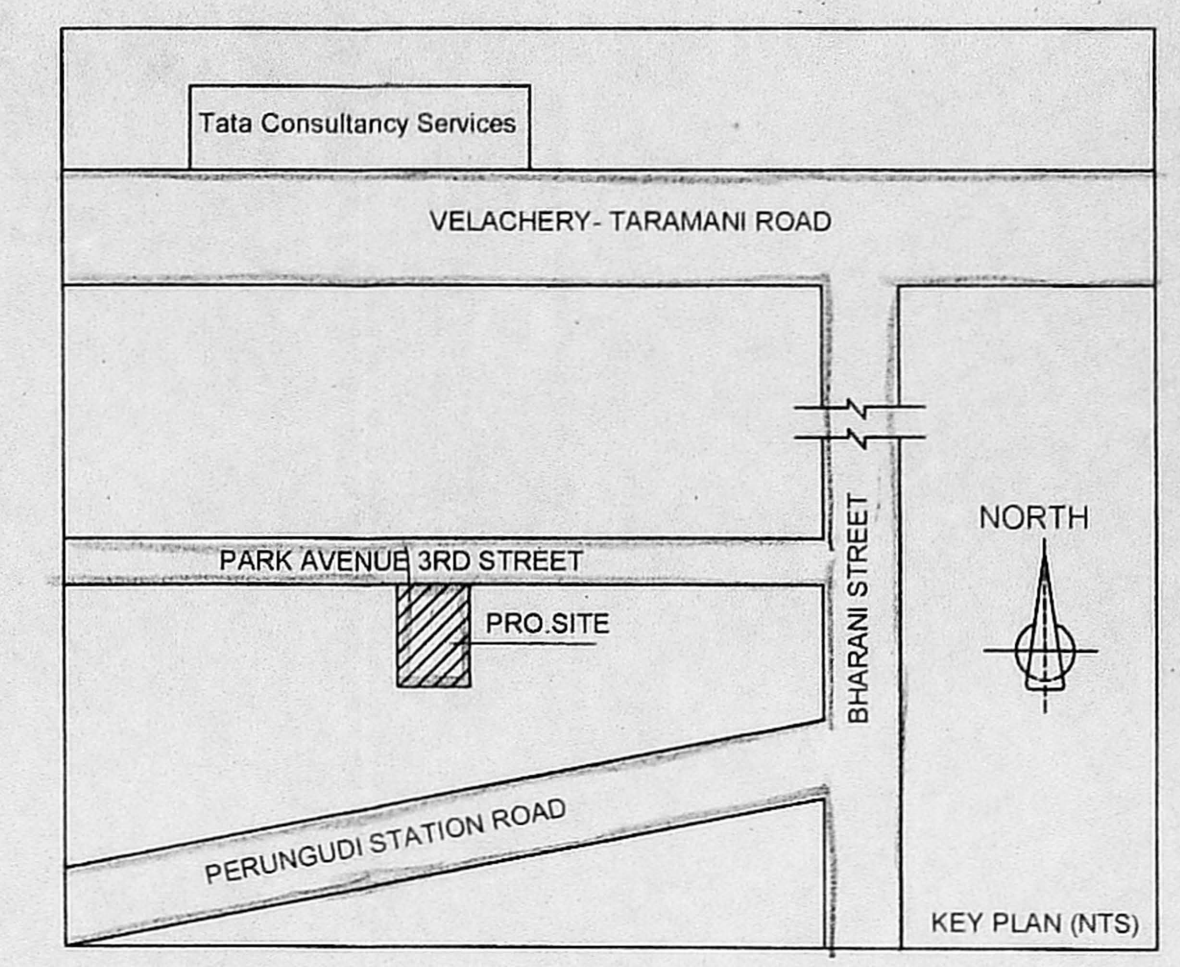 Tata Consultancy Services
VELACHERY- TARAMANI ROAD
PARK AVENUE 3RD STREET
PRO.SITE
BHARANI STREET
NORTH
PERUNGUDI STATION ROAD
KEY PLAN (NTS)